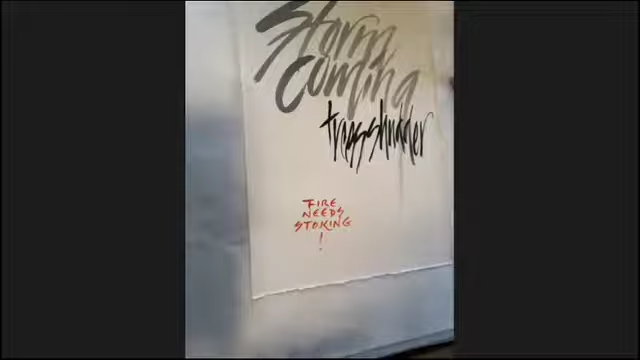 Storm
Coming
trees shudder
FIRE
NEEDS
STOKING
!